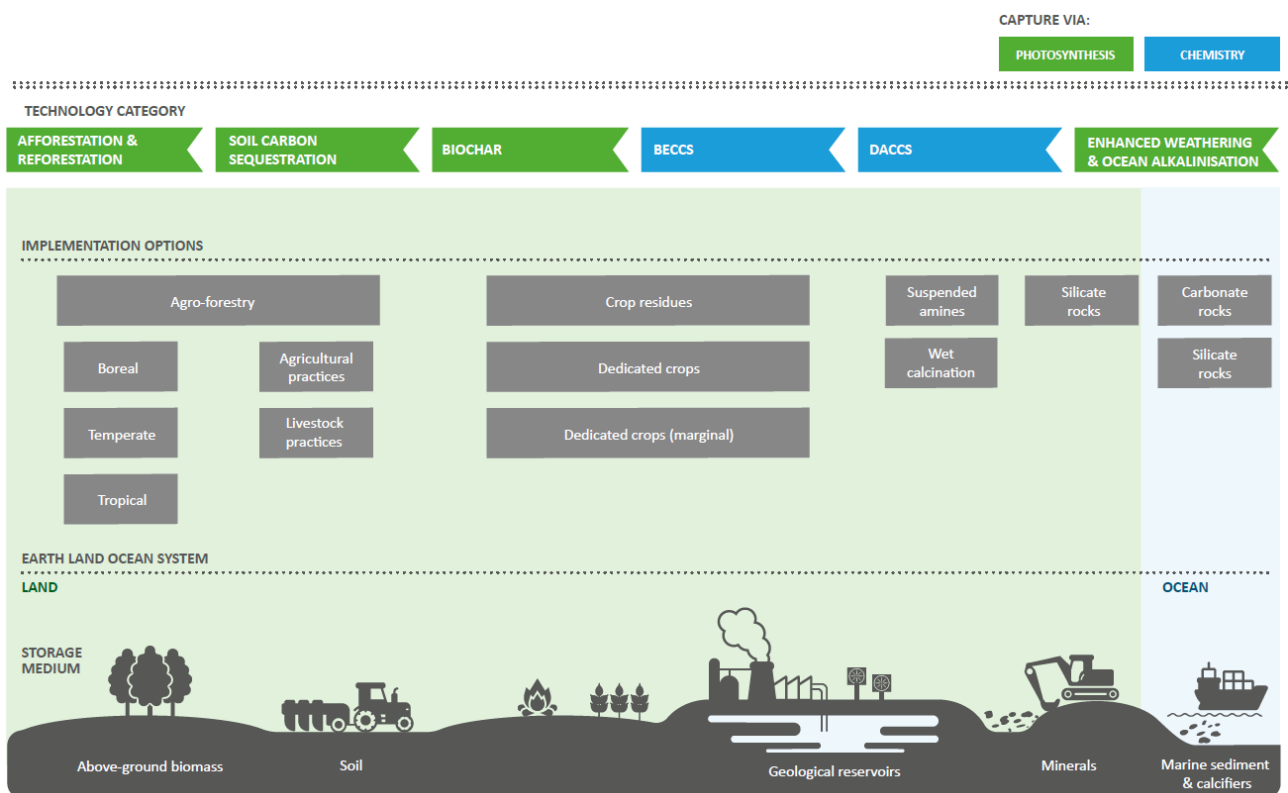 CAPTURE VIA:
PHOTOSYNTHESIS
CHEMISTRY
TECHNOLOGY CATEGORY
AFFORESTATION &
REFORESTATION
SOIL CARBON
SEQUESTRATION
BIOCHAR
BECCS
DACCS
ENHANCED WEATHERING
& OCEAN ALKALINISATION
IMPLEMENTATION OPTIONS
Agro-forestry
Crop residues
Suspended
amines
Silicate
rocks
Carbonate
rocks
Boreal
Agricultural
practices
Dedicated crops
Wet
calcination
Silicate
rocks
Temperate
Livestock
practices
Dedicated crops (marginal)
Tropical
EARTH LAND OCEAN SYSTEM
LAND
OCEAN
STORAGE
MEDIUM
Above-ground biomass
Soil
Geological reservoirs
Minerals
Marine sediment
& calcifiers